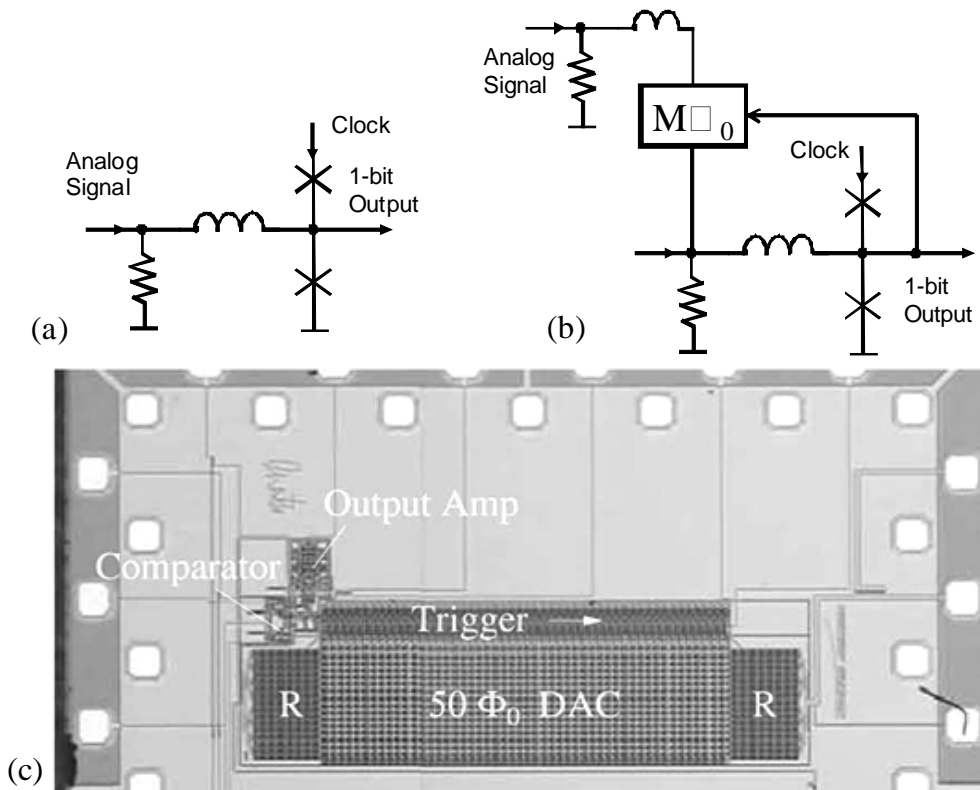 Analog
Signal
Clock
1-bit
Output
(a)
Analog
Signal
M□₀
Clock
1-bit
Output
(b)
Output Amp
Comparator
Trigger
R
50 Φ₀ DAC
R
(c)